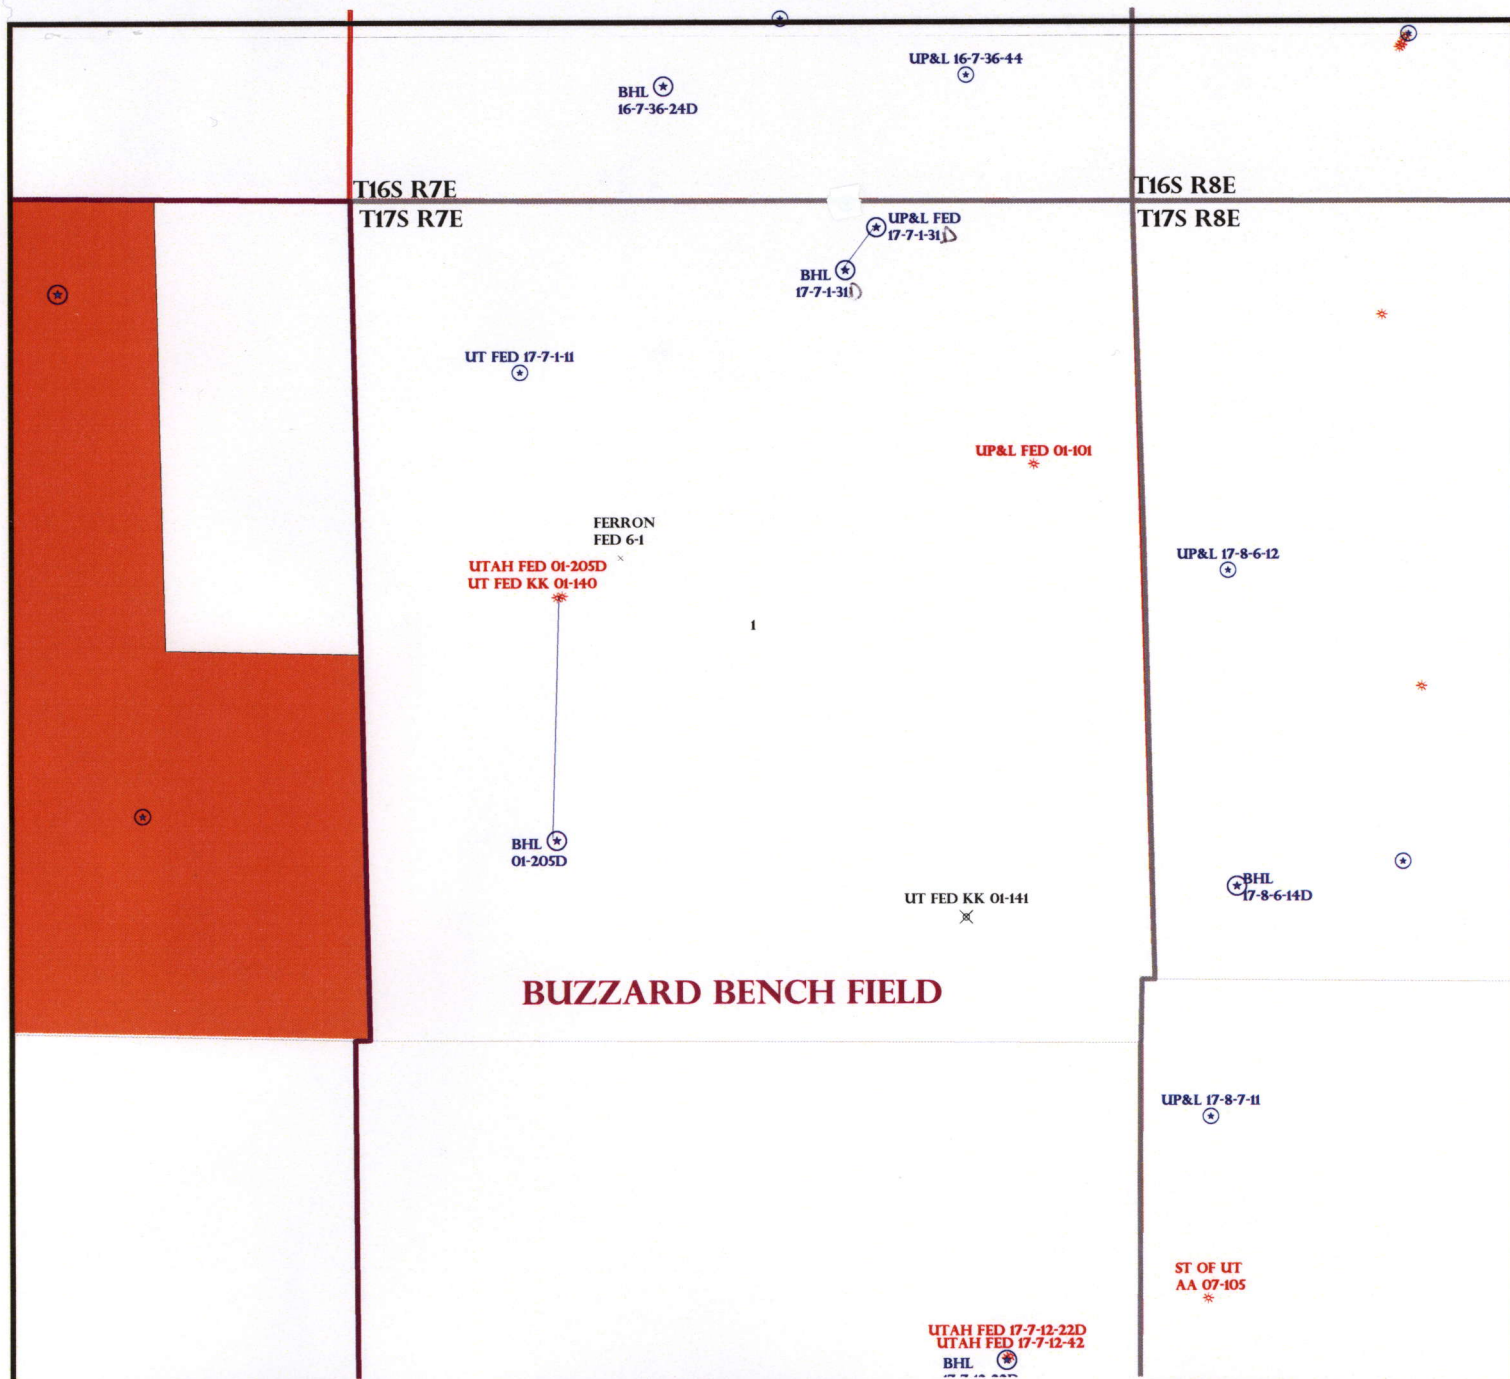 UP&L 16-7-36-44
BHL
16-7-36-24D
T16S R7E
T16S R8E
T17S R7E
T17S R8E
UP&L FED
17-7-1-31D
BHL
17-7-1-31D
UT FED 17-7-1-11
UP&L FED 01-101
FERRON
FED 6-1
UP&L 17-8-6-12
UTAH FED 01-205D
UT FED KK 01-140
1
BHL
01-205D
BHL
17-8-6-14D
UT FED KK 01-141
BUZZARD BENCH FIELD
UP&L 17-8-7-11
ST OF UT
AA 07-105
UTAH FED 17-7-12-22D
UTAH FED 17-7-12-42
BHL